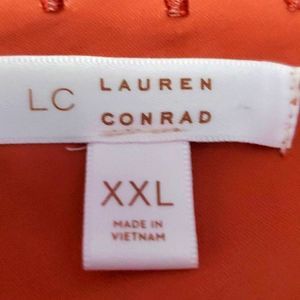 LC LAUREN
CONRAD
XXL
MADE IN
VIETNAM